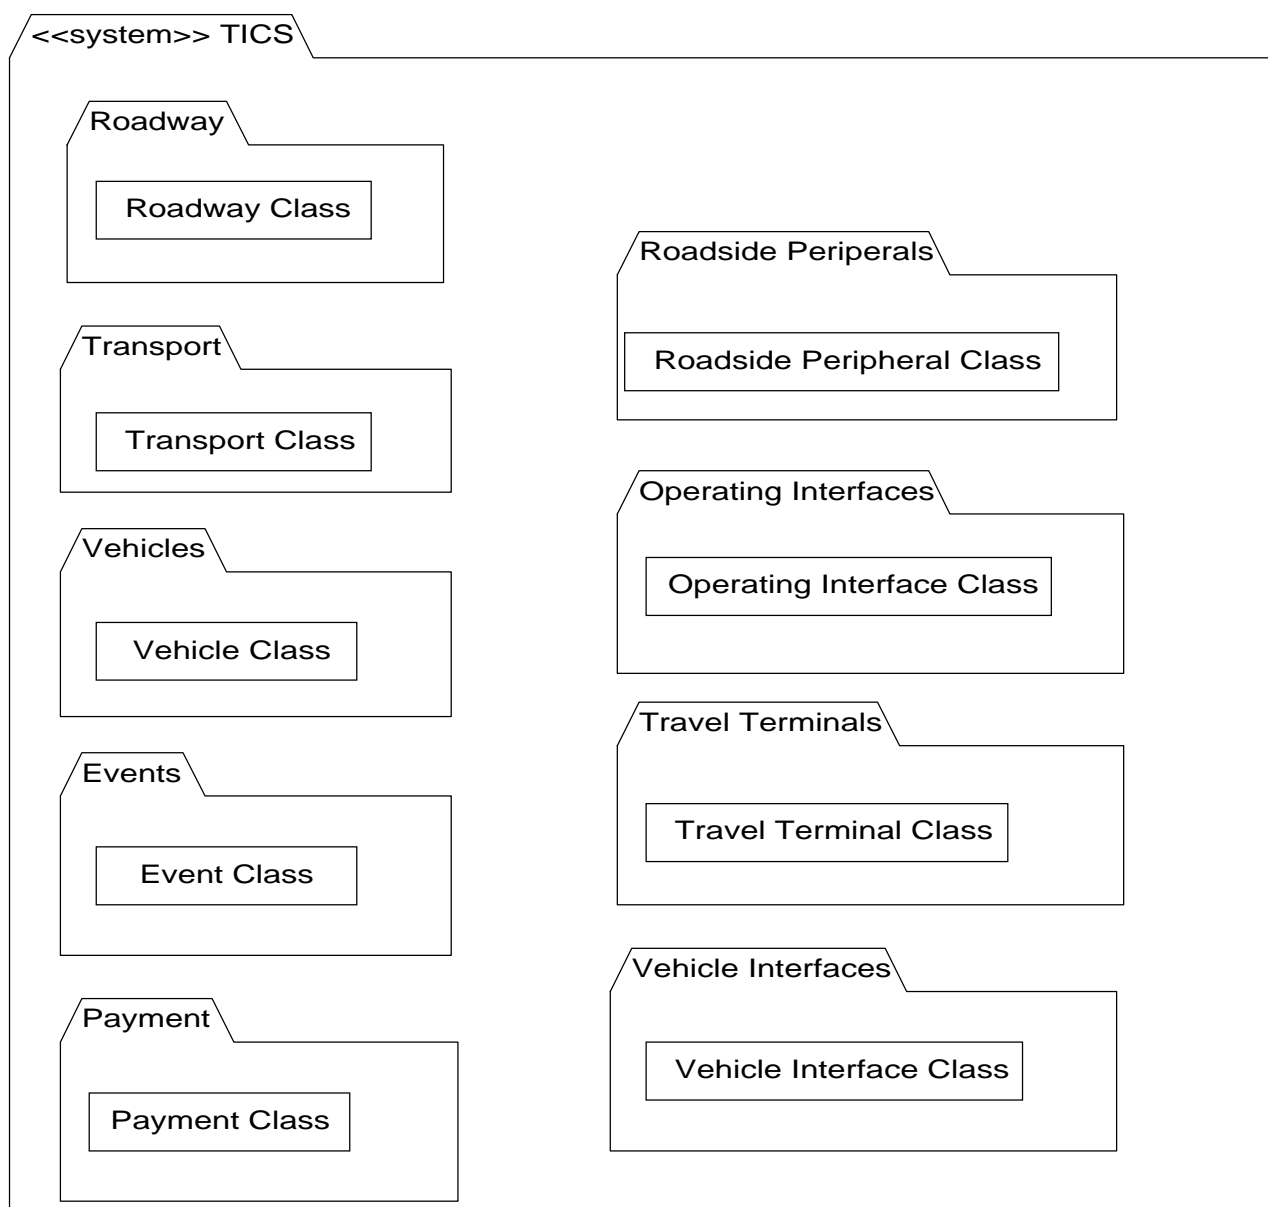 <<system>> TICS
Roadway
Roadway Class
Transport
Transport Class
Vehicles
Vehicle Class
Events
Event Class
Payment
Payment Class
Roadside Periperals
Roadside Peripheral Class
Operating Interfaces
Operating Interface Class
Travel Terminals
Travel Terminal Class
Vehicle Interfaces
Vehicle Interface Class